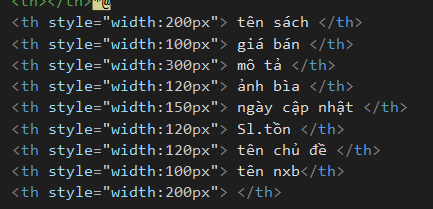 <th></th>*@
<th style="width:200px"> tên sách </th>
<th style="width:100px"> giá bán </th>
<th style="width:300px"> mô tả </th>
<th style="width:120px"> ảnh bìa </th>
<th style="width:150px"> ngày cập nhật </th>
<th style="width:120px"> Sl.tồn </th>
<th style="width:120px"> tên chủ đề </th>
<th style="width:100px"> tên nxb</th>
<th style="width:200px"> </th>